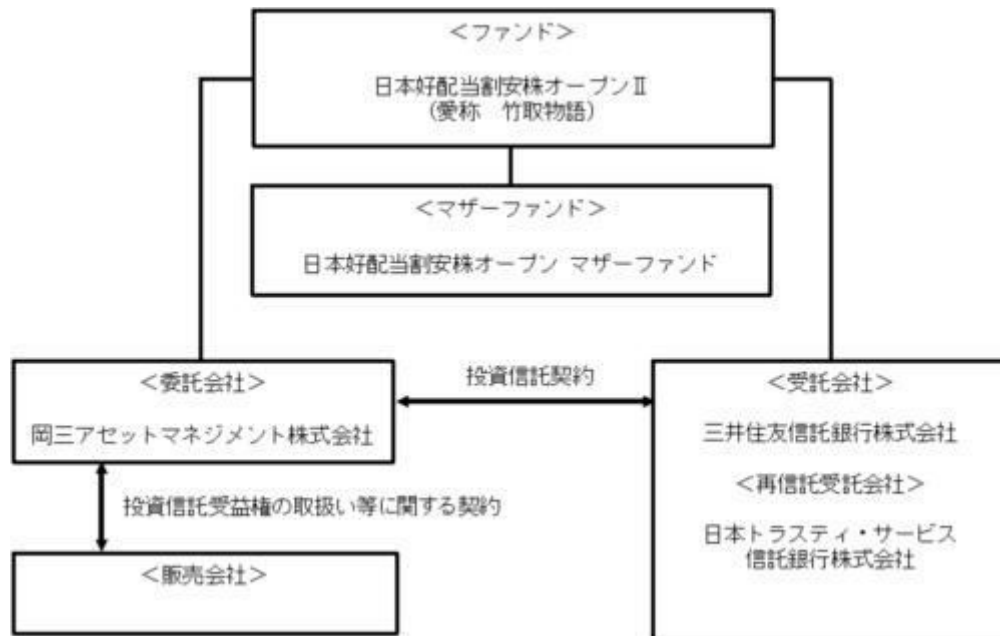 ＜ファンド＞
日本好配当割安株オープンⅡ
（愛称　竹取物語）
＜マザーファンド＞
日本好配当割安株オープン マザーファンド
＜委託会社＞
岡三アセットマネジメント株式会社
投資信託契約
＜受託会社＞
三井住友信託銀行株式会社
＜再信託受託会社＞
日本トラスティ・サービス
信託銀行株式会社
投資信託受益権の取扱い等に関する契約
＜販売会社＞